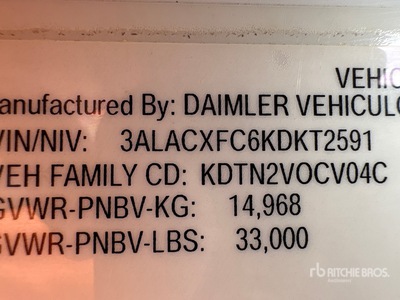 VEHIC
anufactured By: DAIMLER VEHICULO
VIN/NIV: 3ALACXFC6KDKT2591
VEH FAMILY CD: KDTN2VOCV04C
GVWR-PNBV-KG: 14,968
GVWR-PNBV-LBS: 33,000
rb RITCHIE BROS.